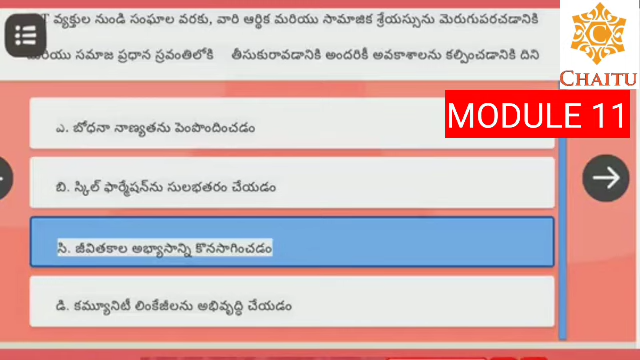 వ్యక్తుల నుండి సంఘాల వరకు, వారి ఆర్థిక మరియు సామాజిక శ్రేయస్సును మెరుగుపరచడానికి
మరియు సమాజ ప్రధాన స్రవంతిలోకి తీసుకురావడానికి అందరికీ అవకాశాలను కల్పించడానికి దిని
CHAITU
MODULE 11
ఎ. బోధనా నాణ్యతను పెంపొందించడం
బి. స్కిల్ ఫార్మేషన్‌ను సులభతరం చేయడం
సి. జీవితకాల అభ్యాసాన్ని కొనసాగించడం
డి. కమ్యూనిటీ లింకేజీలను అభివృద్ధి చేయడం